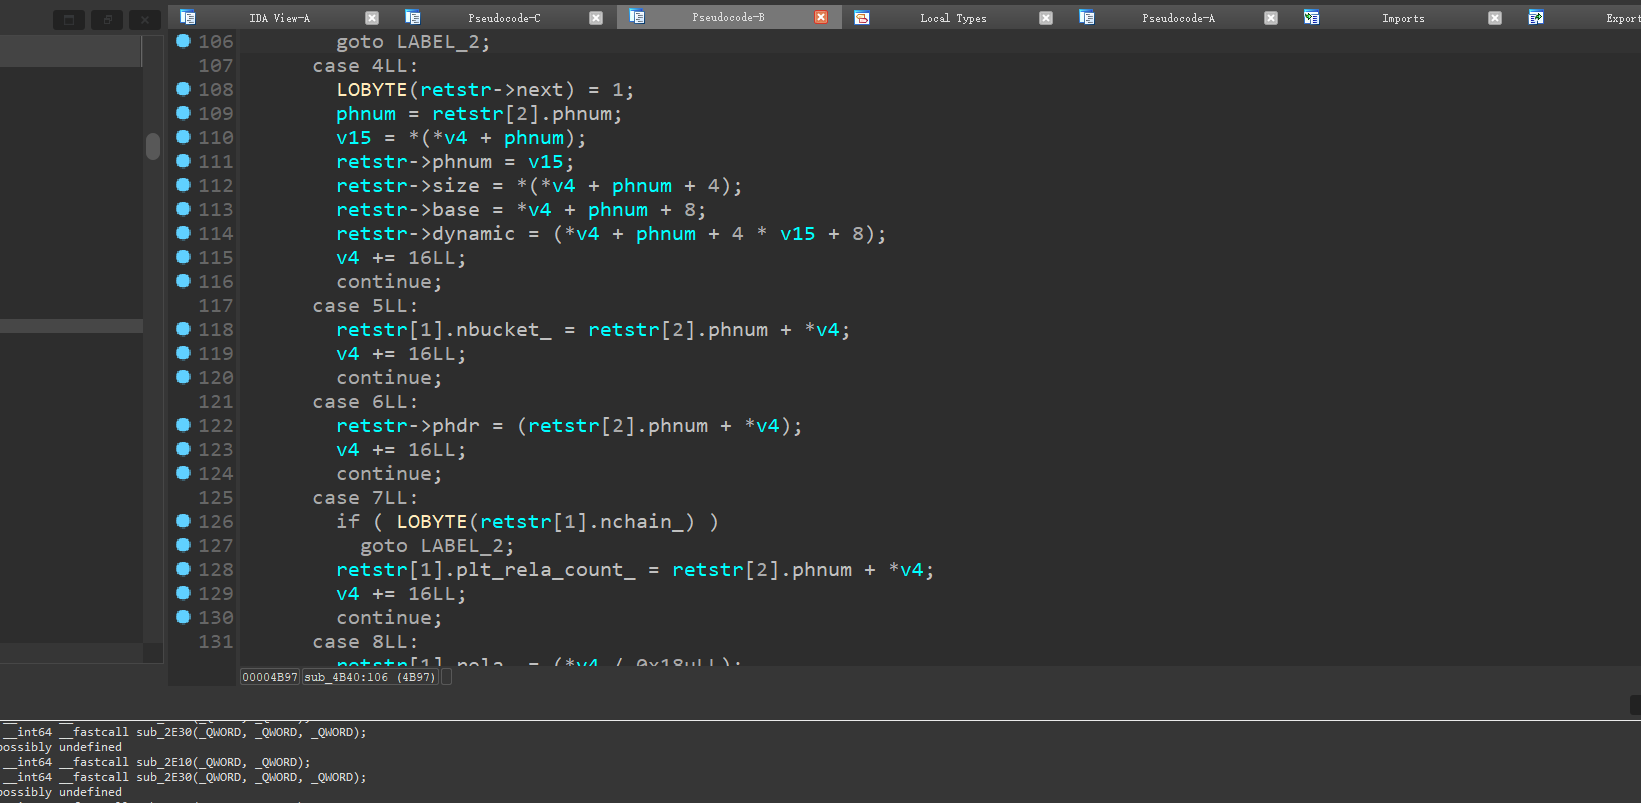 IDA View-A
Pseudocode-C
Pseudocode-B
Local Types
Pseudocode-A
Imports
Export
106 goto LABEL_2;
107 case 4LL:
108 LOBYTE(retstr->next) = 1;
109 phnum = retstr[2].phnum;
110 v15 = *(*v4 + phnum);
111 retstr->phnum = v15;
112 retstr->size = *(*v4 + phnum + 4);
113 retstr->base = *v4 + phnum + 8;
114 retstr->dynamic = (*v4 + phnum + 4 * v15 + 8);
115 v4 += 16LL;
116 continue;
117 case 5LL:
118 retstr[1].nbucket_ = retstr[2].phnum + *v4;
119 v4 += 16LL;
120 continue;
121 case 6LL:
122 retstr->phdr = (retstr[2].phnum + *v4);
123 v4 += 16LL;
124 continue;
125 case 7LL:
126 if ( LOBYTE(retstr[1].nchain_) )
127 goto LABEL_2;
128 retstr[1].plt_rela_count_ = retstr[2].phnum + *v4;
129 v4 += 16LL;
130 continue;
131 case 8LL:
retstr[1].rela_ = (*v4 / 0x18uLL);
00004B97 sub_4B40:106 (4B97)
__int64 __fastcall sub_2E30(_QWORD, _QWORD, _QWORD);
possibly undefined
__int64 __fastcall sub_2E10(_QWORD, _QWORD);
__int64 __fastcall sub_2E30(_QWORD, _QWORD, _QWORD);
possibly undefined